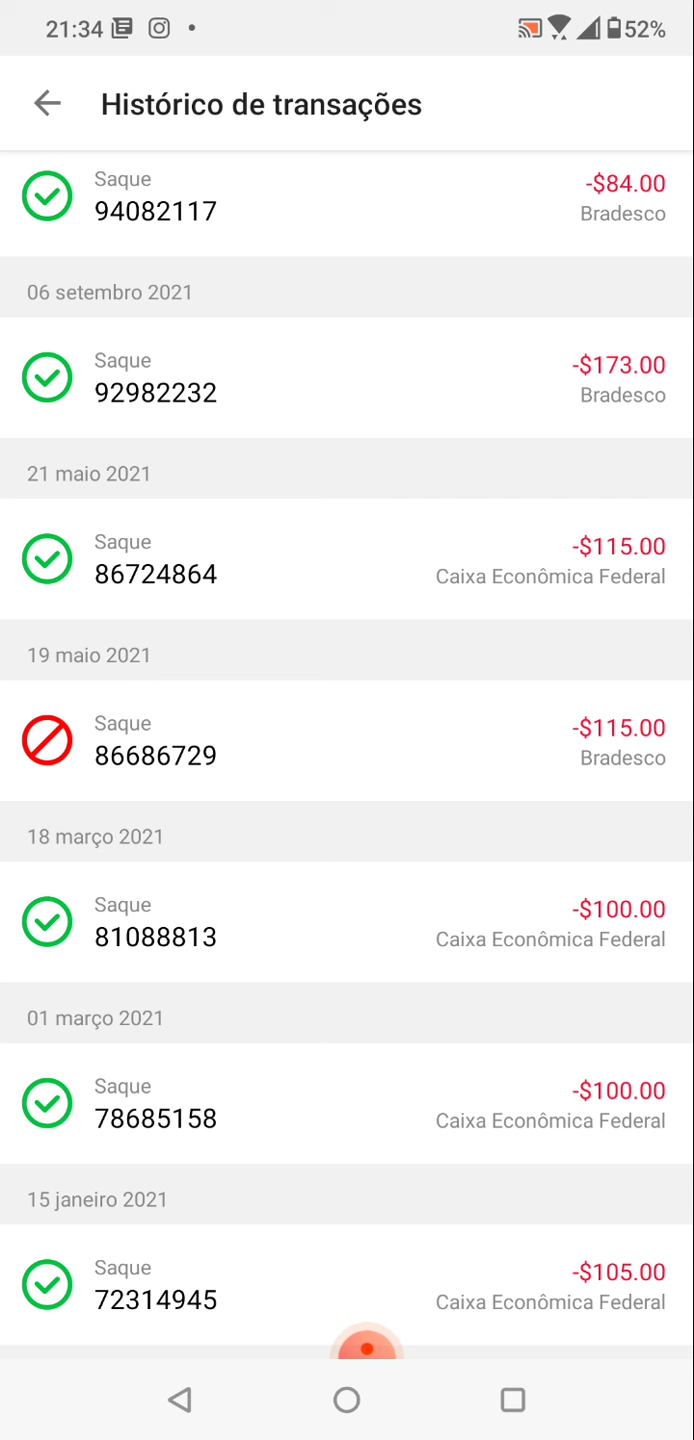 21:34
52%
Histórico de transações
Saque
-$84.00
94082117
Bradesco
06 setembro 2021
Saque
-$173.00
92982232
Bradesco
21 maio 2021
Saque
-$115.00
86724864
Caixa Econômica Federal
19 maio 2021
Saque
-$115.00
86686729
Bradesco
18 março 2021
Saque
-$100.00
81088813
Caixa Econômica Federal
01 março 2021
Saque
-$100.00
78685158
Caixa Econômica Federal
15 janeiro 2021
Saque
-$105.00
72314945
Caixa Econômica Federal